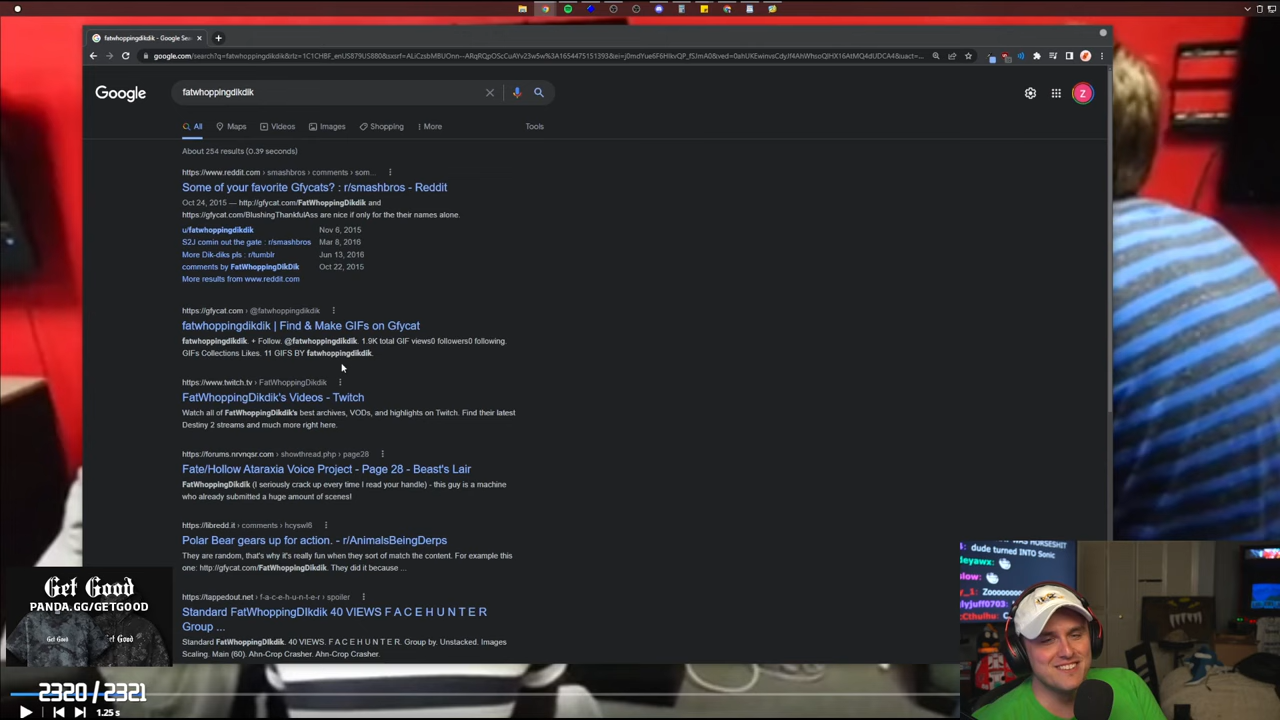 fatwhoppingdikdik - Google Sea
Google
fatwhoppingdikdik
All
Maps
Videos
Images
Shopping
More
Tools
About 254 results (0.39 seconds)
https://www.reddit.com › smashbros › comments › som...
Some of your favorite Gfycats? : r/smashbros - Reddit
Oct 24, 2015 — http://gfycat.com/FatWhoppingDikdik and
https://gfycat.com/BlushingThankfulAss are nice if only for the their names alone.
u/fatwhoppingdikdik Nov 6, 2015
S2J comin out the gate : r/smashbros Mar 8, 2016
More Dik-diks pls : r/tumblr Jun 13, 2016
comments by FatWhoppingDikDik Oct 22, 2015
More results from www.reddit.com
https://gfycat.com › @fatwhoppingdikdik
fatwhoppingdikdik | Find & Make GIFs on Gfycat
fatwhoppingdikdik. + Follow. @fatwhoppingdikdik. 1.9K total GIF views0 followers0 following.
GIFs Collections Likes. 11 GIFS BY fatwhoppingdikdik.
https://www.twitch.tv › FatWhoppingDikdik
FatWhoppingDikdik's Videos - Twitch
Watch all of FatWhoppingDikdik's best archives, VODs, and highlights on Twitch. Find their latest
Destiny 2 streams and much more right here.
https://forums.nrvnqsr.com › showthread.php › page28
Fate/Hollow Ataraxia Voice Project - Page 28 - Beast's Lair
FatWhoppingDikdik (I seriously crack up every time I read your handle) - this guy is a machine
who already submitted a huge amount of scenes!
https://libredd.it › comments › hcyswl6
Polar Bear gears up for action. - r/AnimalsBeingDerps
They are random, that's why it's really fun when they sort of match the content. For example this
one: http://gfycat.com/FatWhoppingDikdik. They did it because ...
https://tappedout.net › f-a-c-e-h-u-n-t-e-r › spoiler
Standard FatWhoppingDIkdik 40 VIEWS F A C E H U N T E R
Group ...
Standard FatWhoppingDIkdik. 40 VIEWS. F A C E H U N T E R. Group by. Unstacked. Images
Scaling. Main (60). Ahn-Crop Crasher. Ahn-Crop Crasher.
Z
Get Good
PANDA.GG/GETGOOD
Get Good
Get Good
2320 / 2321
1.25 s
WAS HORSESHIT
dude turned INTO Sonic
deyawx:
slow:
_1: Zooooooooo
lyjuff0703:
Cthulhu: